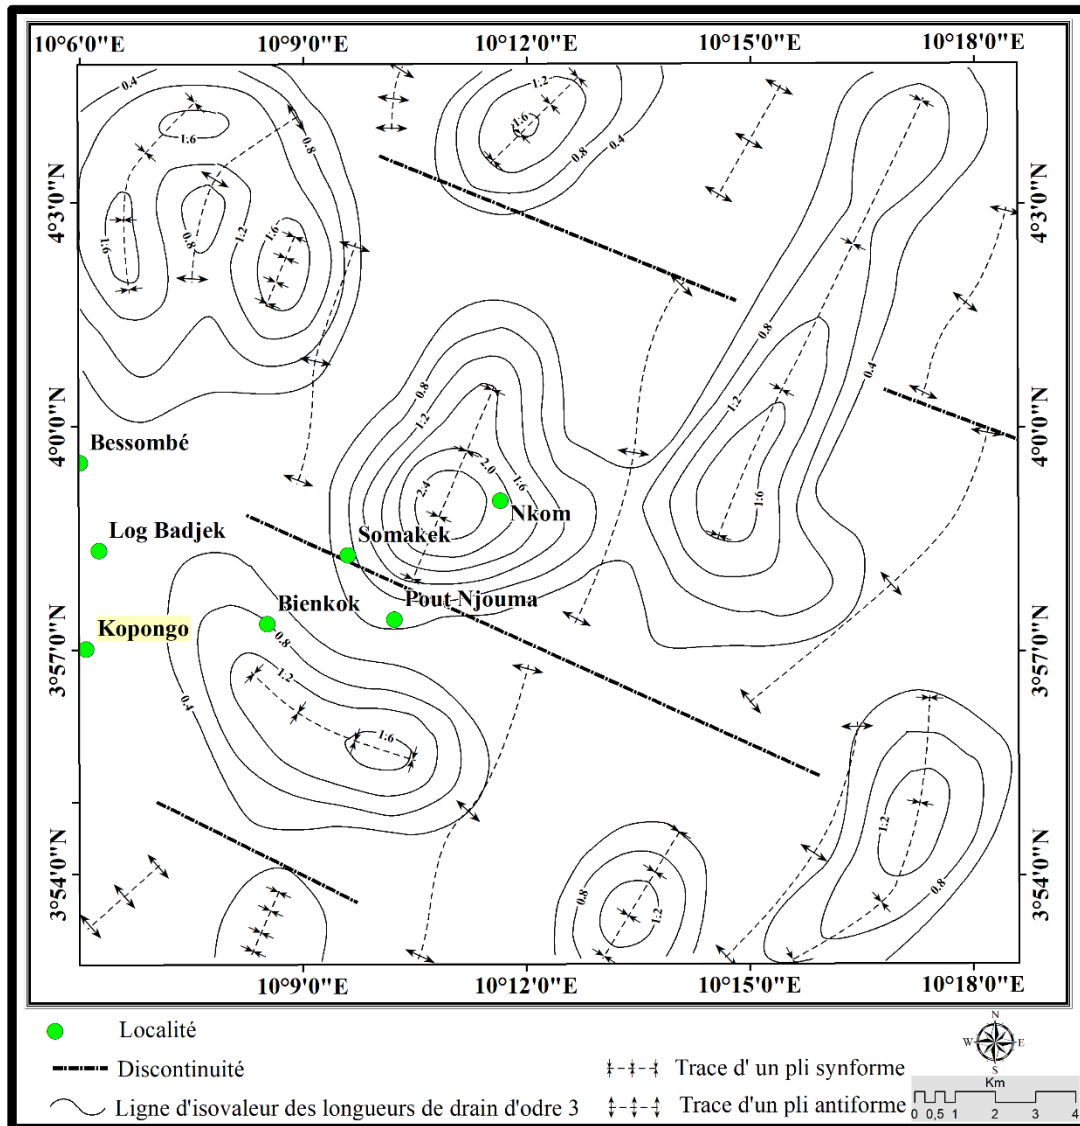 10°6'0"E 10°9'0"E 10°12'0"E 10°15'0"E 10°18'0"E
0.4
1:2
1:6
0.8
1:6
0.8
0.4
4°3'0"N
4°3'0"N
1:6
0.8
1:2
1:6
0.8
0.8
0.4
1:2
1:2
4°0'0"N
4°0'0"N
Bessombé
2.0
1:6
2.4
1:6
Nkom
Log Badjek
Somakek
Bienkok
Pout Njouma
Kopongo
0.8
3°57'0"N
3°57'0"N
1:2
0.4
1:6
1:2
3°54'0"N
3°54'0"N
0.8
0.8
1:2
10°9'0"E 10°12'0"E 10°15'0"E 10°18'0"E
Localité
Discontinuité
Ligne d'isovaleur des longueurs de drain d'odre 3
Trace d' un pli synforme
Trace d'un pli antiforme
N
W E
S
Km
0 0,5 1 2 3 4